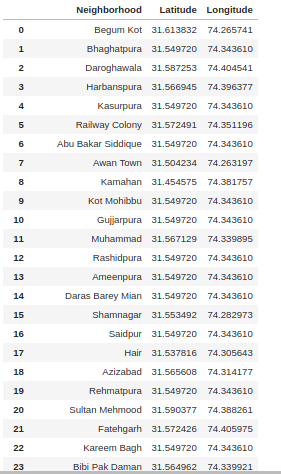 Neighborhood Latitude Longitude
0 Begum Kot 31.613832 74.265741
1 Bhaghatpura 31.549720 74.343610
2 Daroghawala 31.587253 74.404541
3 Harbanspura 31.566945 74.396377
4 Kasurpura 31.549720 74.343610
5 Railway Colony 31.572491 74.351196
6 Abu Bakar Siddique 31.549720 74.343610
7 Awan Town 31.504234 74.263197
8 Kamahan 31.454575 74.381757
9 Kot Mohibbu 31.549720 74.343610
10 Gujjarpura 31.549720 74.343610
11 Muhammad 31.567129 74.339895
12 Rashidpura 31.549720 74.343610
13 Ameenpura 31.549720 74.343610
14 Daras Barey Mian 31.549720 74.343610
15 Shamnagar 31.553492 74.282973
16 Saidpur 31.549720 74.343610
17 Hair 31.537816 74.305643
18 Azizabad 31.565608 74.314177
19 Rehmatpura 31.549720 74.343610
20 Sultan Mehmood 31.590377 74.388261
21 Fatehgarh 31.572426 74.405975
22 Kareem Bagh 31.549720 74.343610
23 Bibi Pak Daman 31.564962 74.339921